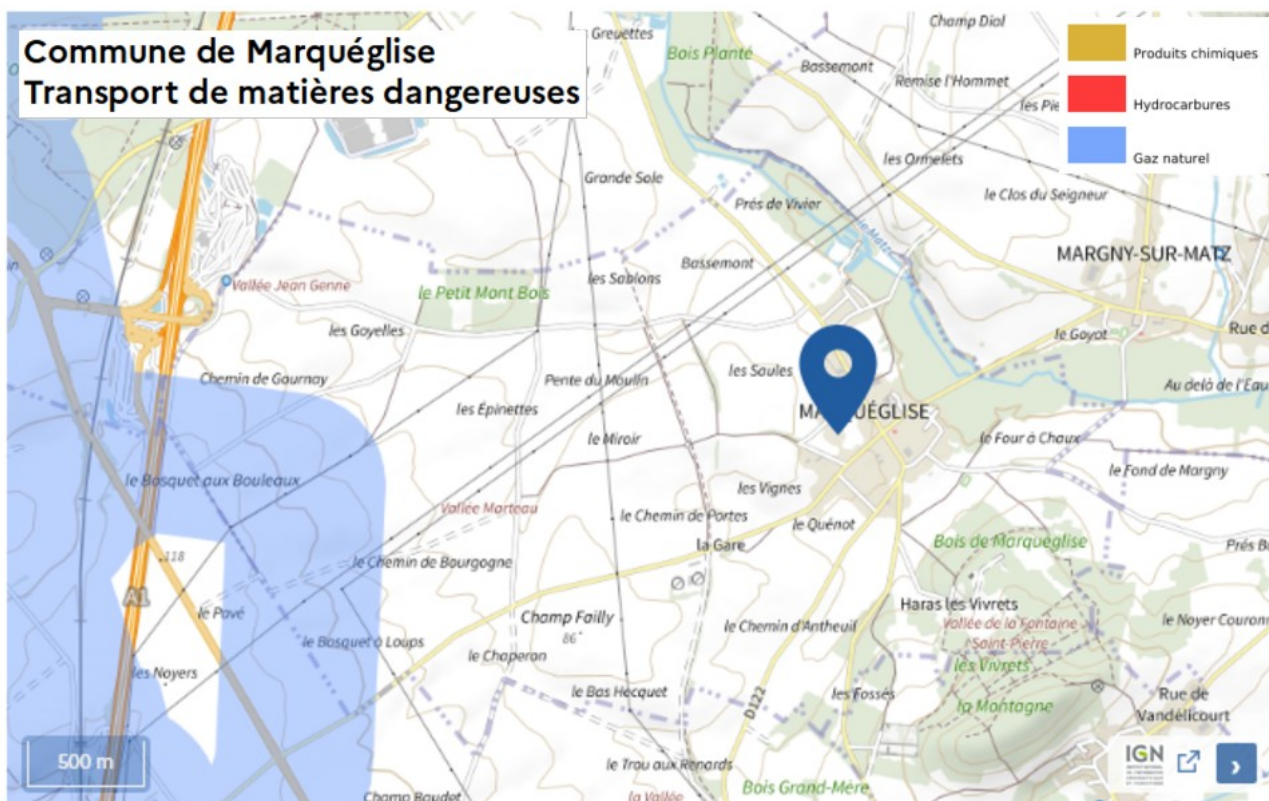 Commune de Marquéglise
Transport de matières dangereuses
Produits chimiques
Hydrocarbures
Gaz naturel
Greuettes
Champ Diol
Bois Planté
Bassemont
Remise l'Hommet
les Pie
les Ormelets
Grande Sole
le Clos du Seigneur
Prés de Vivier
le Matz
MARGNY-SUR-MATZ
Bassemont
les Sablons
Vallée Jean Genne
le Petit Mont Bois
les Goyelles
le Goyot
Rue d
les Saules
Chemin de Gournay
Pente du Moulin
Au delà de l'Eau
les Épinettes
MARQUÉGLISE
le Miroir
le Four à Chaux
le Fond de Margny
le Bosquet aux Bouleaux
les Vignes
Vallée Marteau
le Chemin de Portes
le Quénot
la Gare
Bois de Marquéglise
Prés B
118
le Chemin de Bourgogne
A1
le Pavé
Haras les Vivrets
Champ Failly
86
le Chemin d'Antheuil
Vallée de la Fontaine
Saint-Pierre
le Noyer Couronn
le Bosquet à Loups
le Chaperon
les Vivrets
les Noyers
le Bas Hecquet
D122
les Fossés
la Montagne
Rue de
Vandélicourt
500 m
le Trou aux Renards
IGN
Champ Baudet
la Vallée
Bois Grand-Mère